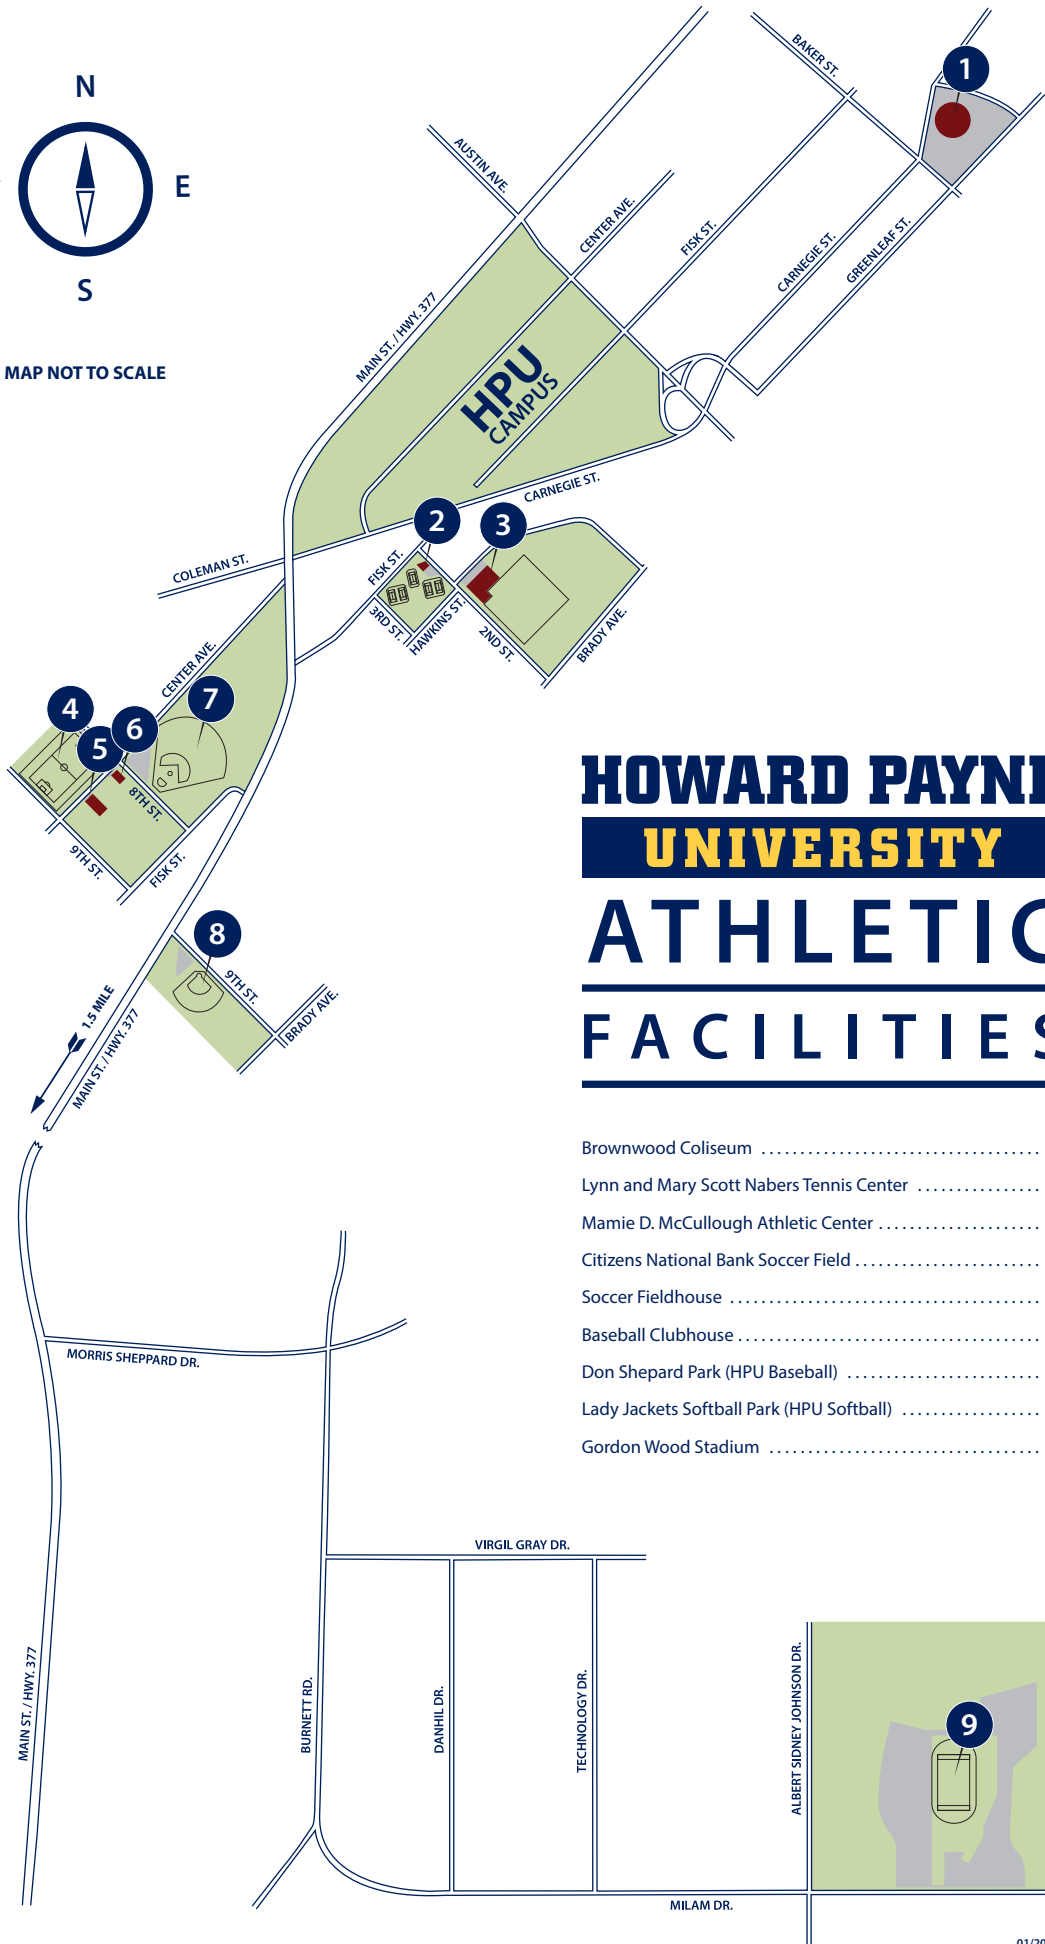 N
E
S
MAP NOT TO SCALE
BAKER ST.
1
AUSTIN AVE.
CENTER AVE.
FISK ST.
CARNEGIE ST.
GREENLEAF ST.
MAIN ST. / HWY. 377
HPU
CAMPUS
CARNEGIE ST.
2
3
COLEMAN ST.
FISK ST.
3RD ST.
HAWKINS ST.
2ND ST.
BRADY AVE.
CENTER AVE.
4
5
6
7
8TH ST.
9TH ST.
FISK ST.
8
9TH ST.
BRADY AVE.
1.5 MILE
MAIN ST. / HWY. 377
HOWARD PAYN
UNIVERSITY
ATHLETIC
FACILITIES
Brownwood Coliseum ....................................
Lynn and Mary Scott Nabers Tennis Center ................
Mamie D. McCullough Athletic Center .....................
Citizens National Bank Soccer Field ........................
Soccer Fieldhouse ........................................
Baseball Clubhouse .......................................
Don Shepard Park (HPU Baseball) .........................
Lady Jackets Softball Park (HPU Softball) ..................
Gordon Wood Stadium ...................................
MORRIS SHEPPARD DR.
VIRGIL GRAY DR.
MAIN ST. / HWY. 377
BURNETT RD.
DANHIL DR.
TECHNOLOGY DR.
ALBERT SIDNEY JOHNSON DR.
9
MILAM DR.
01/20